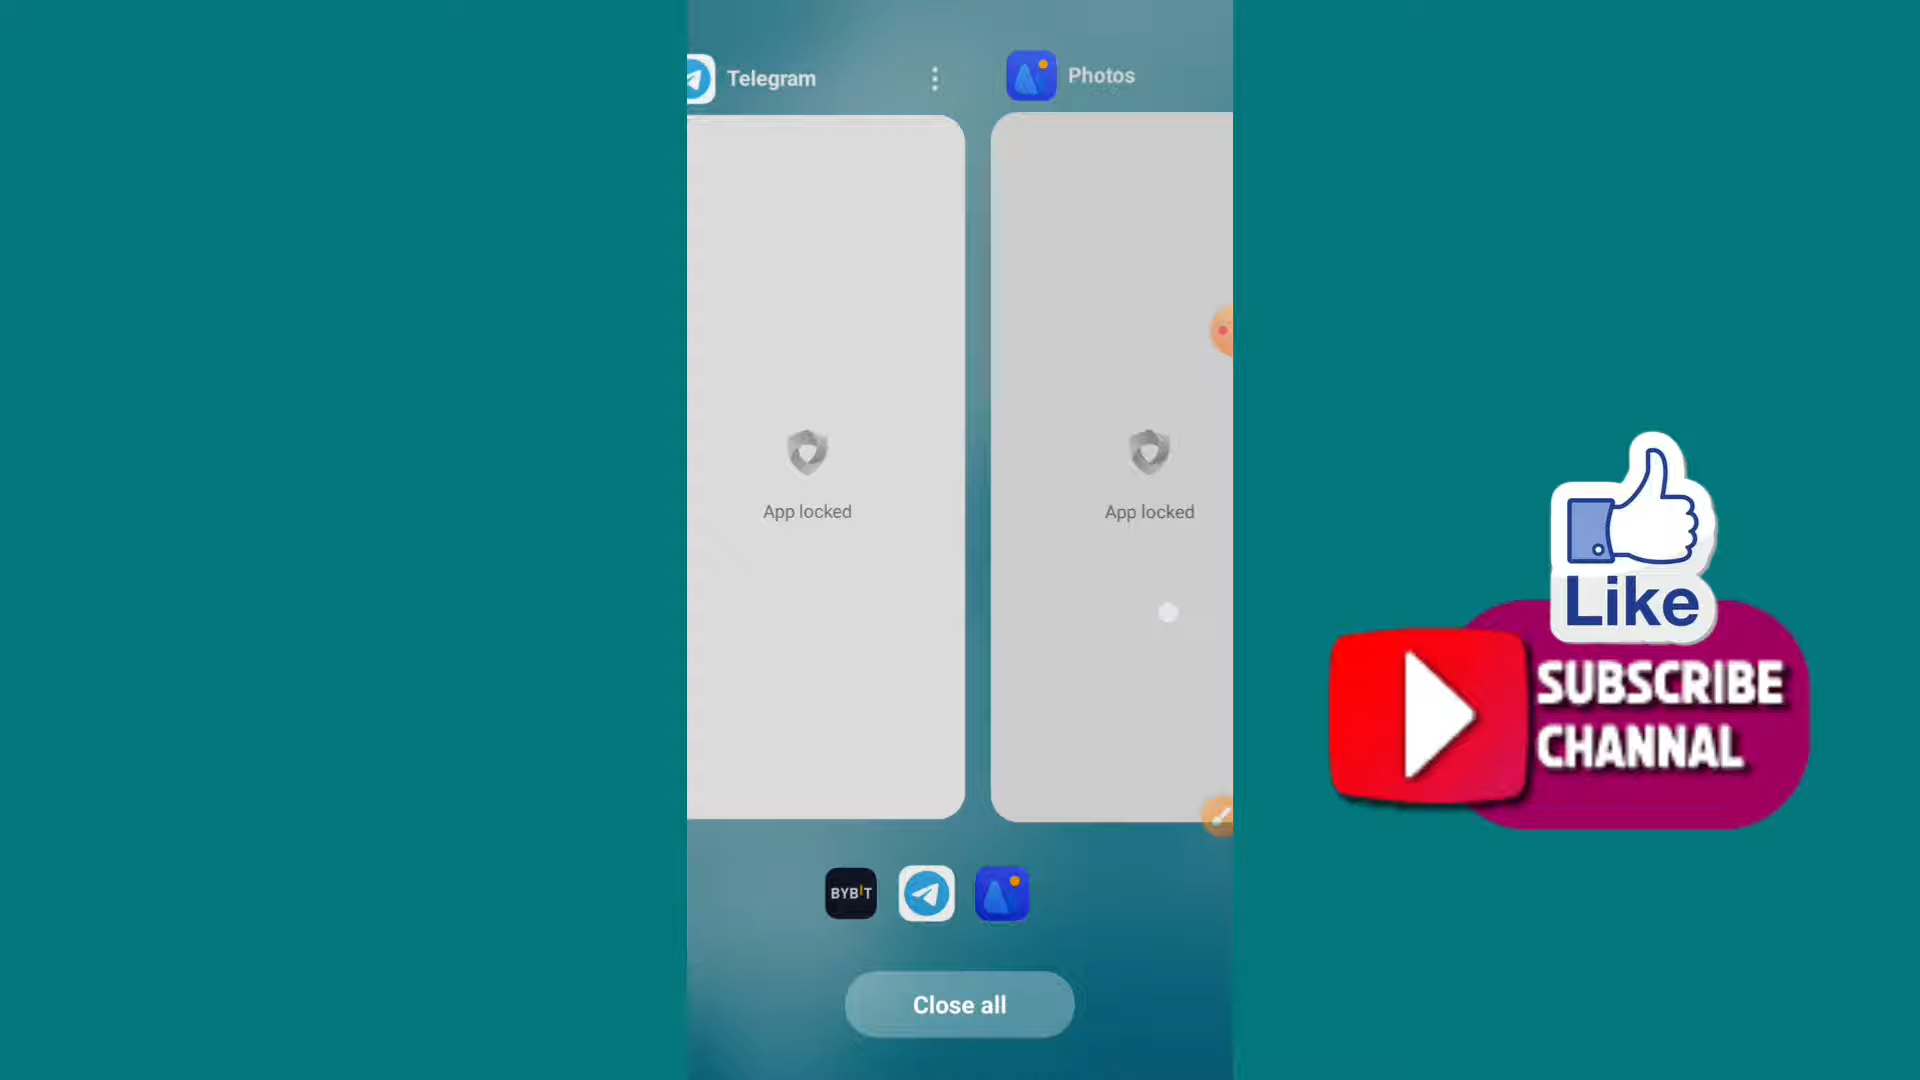 Telegram
Photos
App locked
App locked
BYBIT
Close all
Like
SUBSCRIBE
CHANNAL